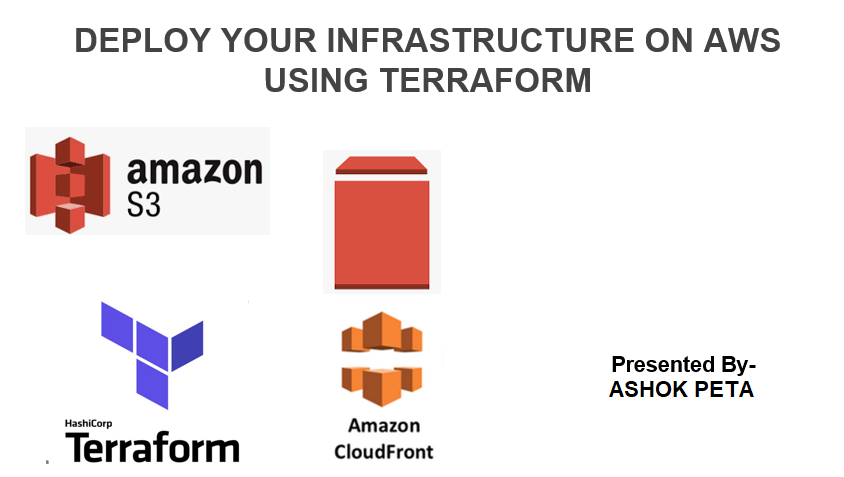 DEPLOY YOUR INFRASTRUCTURE ON AWS
USING TERRAFORM
amazon
S3
HashiCorp
Terraform
Amazon
CloudFront
Presented By-
ASHOK PETA